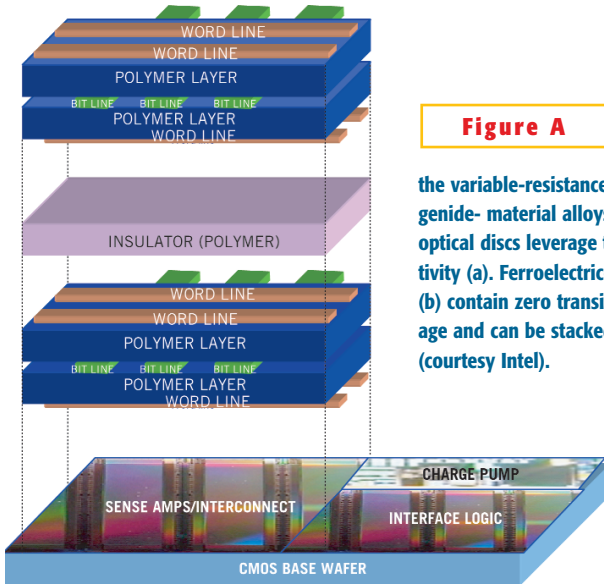 WORD LINE
WORD LINE
POLYMER LAYER
BIT LINE BIT LINE BIT LINE
POLYMER LAYER
WORD LINE
INSULATOR (POLYMER)
WORD LINE
WORD LINE
POLYMER LAYER
BIT LINE BIT LINE BIT LINE
POLYMER LAYER
WORD LINE
CHARGE PUMP
SENSE AMPS/INTERCONNECT
INTERFACE LOGIC
CMOS BASE WAFER
Figure A
the variable-resistance
genide- material alloys
optical discs leverage
tivity (a). Ferroelectric
(b) contain zero transi
age and can be stacked
(courtesy Intel).